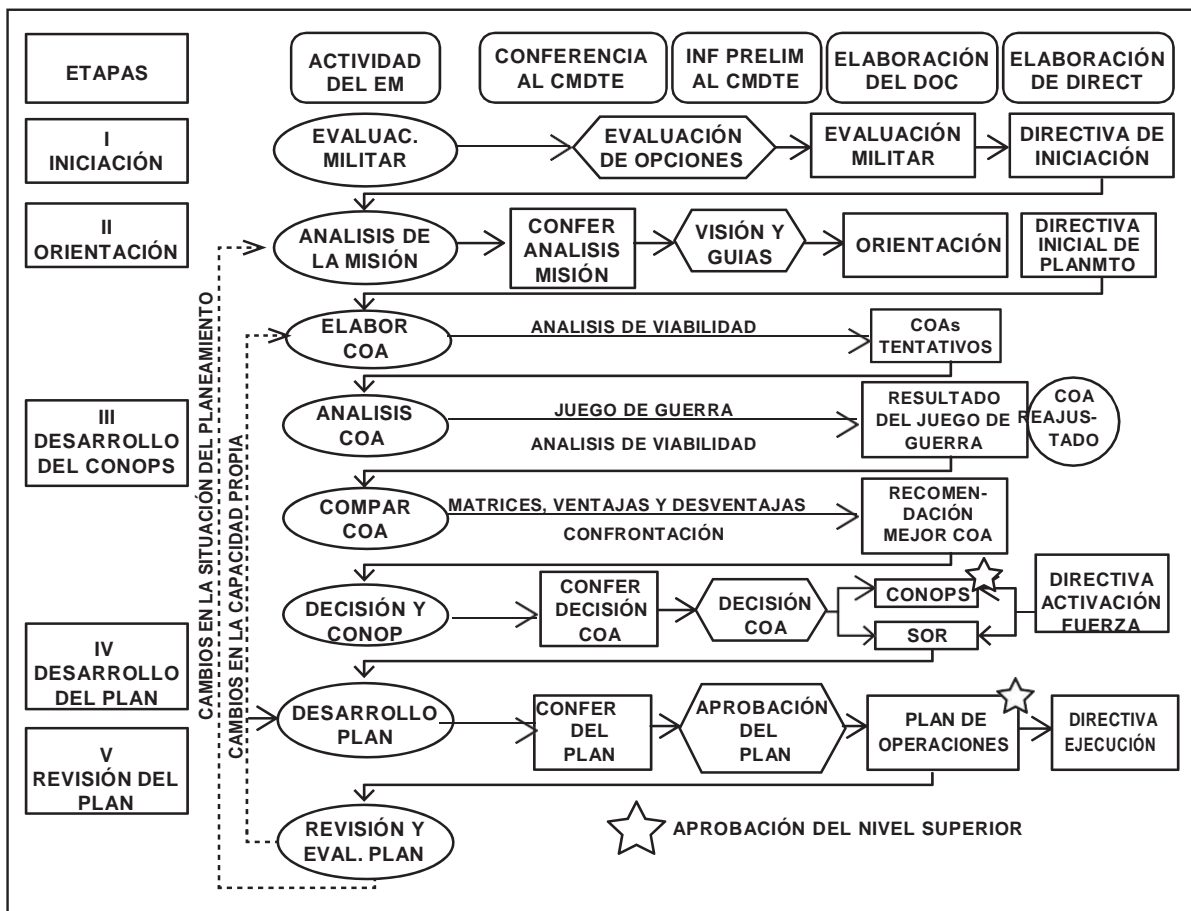 ETAPAS
ACTIVIDAD
DEL EM
CONFERENCIA
AL CMDTE
INF PRELIM
AL CMDTE
ELABORACIÓN
DEL DOC
ELABORACIÓN
DE DIRECT
I
INICIACIÓN
EVALUAC.
MILITAR
EVALUACIÓN
DE OPCIONES
EVALUACIÓN
MILITAR
DIRECTIVA DE
INICIACIÓN
II
ORIENTACIÓN
ANALISIS DE
LA MISIÓN
CONFER
ANALISIS
MISIÓN
VISIÓN Y
GUIAS
ORIENTACIÓN
DIRECTIVA
INICIAL DE
PLANMTO
ELABOR
COA
ANALISIS DE VIABILIDAD
COAs
TENTATIVOS
III
DESARROLLO
DEL CONOPS
ANALISIS
COA
JUEGO DE GUERRA
ANALISIS DE VIABILIDAD
RESULTADO
DEL JUEGO DE
GUERRA
COA
REAJUS-
TADO
COMPAR
COA
MATRICES, VENTAJAS Y DESVENTAJAS
CONFRONTACIÓN
RECOMEN-
DACIÓN
MEJOR COA
DECISIÓN Y
CONOP
CONFER
DECISIÓN
COA
DECISIÓN
COA
CONOPS
SOR
DIRECTIVA
ACTIVACIÓN
FUERZA
IV
DESARROLLO
DEL PLAN
DESARROLLO
PLAN
CONFER
DEL
PLAN
APROBACIÓN
DEL
PLAN
PLAN DE
OPERACIONES
DIRECTIVA
EJECUCIÓN
V
REVISIÓN DEL
PLAN
REVISIÓN Y
EVAL. PLAN
APROBACIÓN DEL NIVEL SUPERIOR
CAMBIOS EN LA SITUACIÓN DEL PLANEAMIENTO
CAMBIOS EN LA CAPACIDAD PROPIA